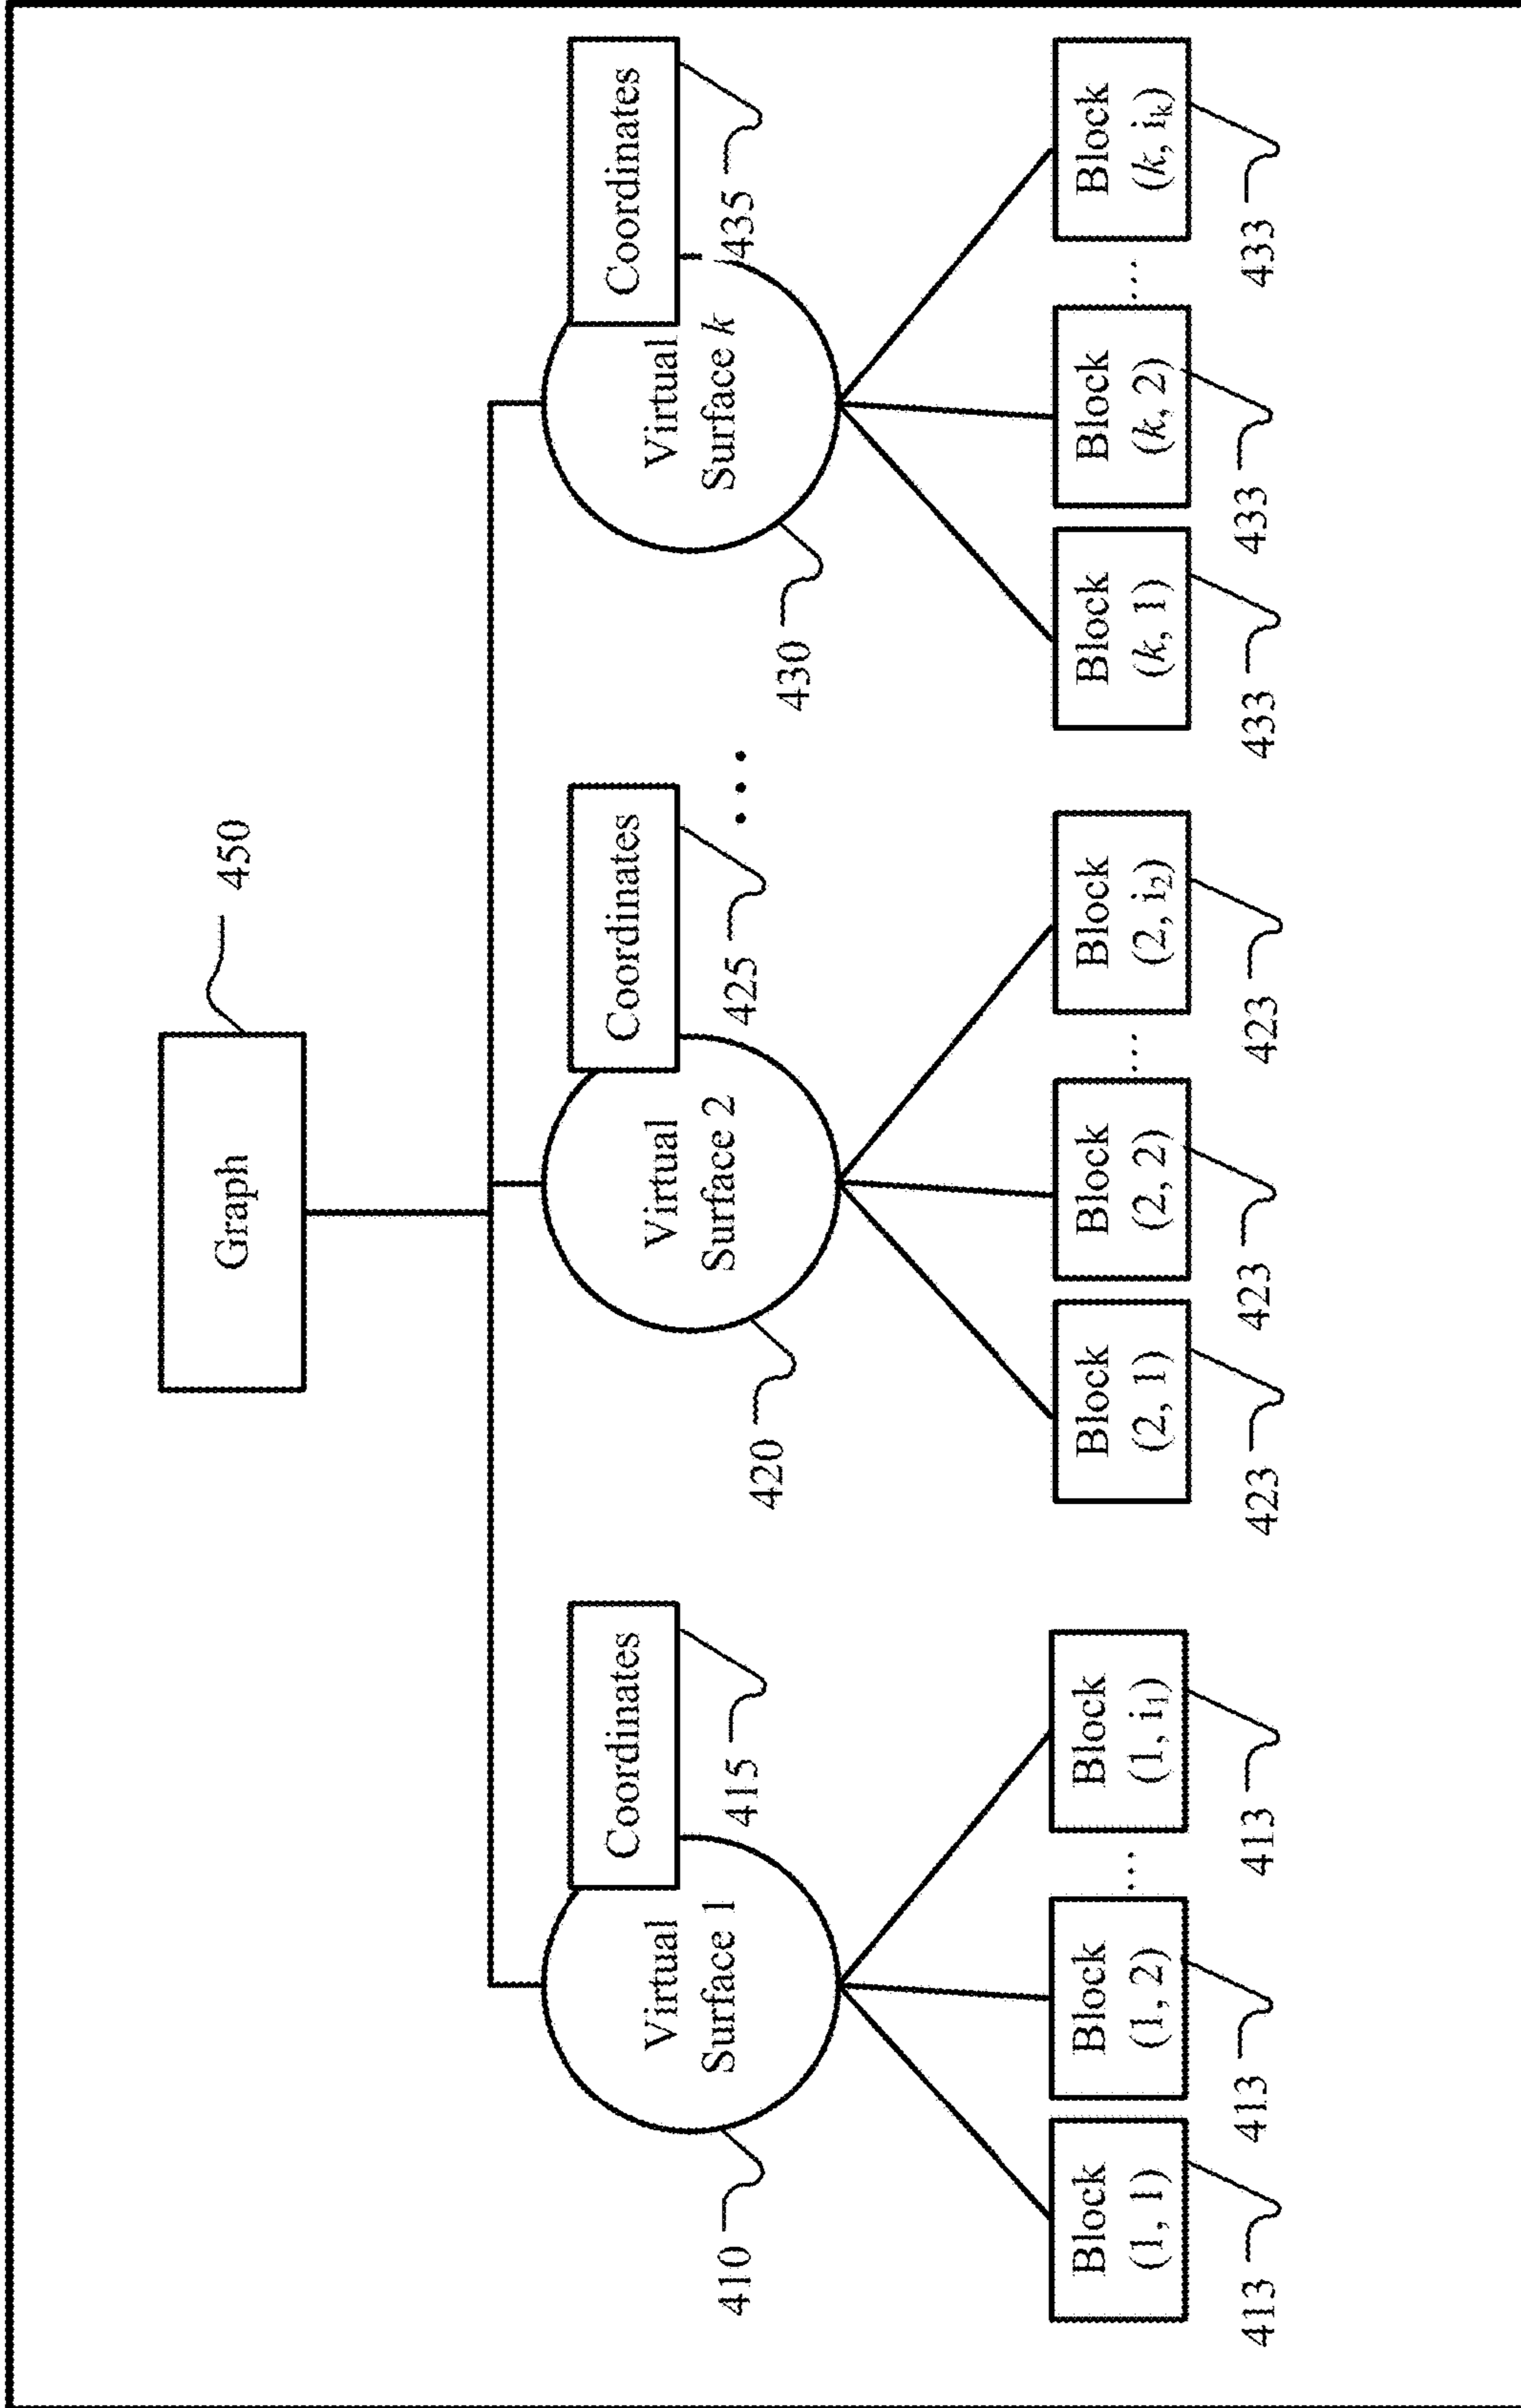 Graph
450
Coordinates
Virtual
Surface 1
415
410
Coordinates
Virtual
Surface 2
425
420
...
Coordinates
Virtual
Surface k
435
430
Block
(1, 1)
413
Block
(1, 2)
413
...
Block
(1, i₁)
413
Block
(2, 1)
423
Block
(2, 2)
423
...
Block
(2, i₂)
423
Block
(k, 1)
433
Block
(k, 2)
433
...
Block
(k, iₖ)
433